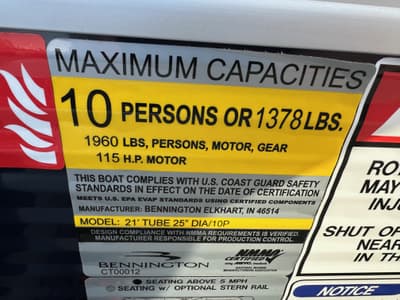 MAXIMUM CAPACITIES
10 PERSONS OR 1378 LBS.
1960 LBS, PERSONS, MOTOR, GEAR
115 H.P. MOTOR
THIS BOAT COMPLIES WITH U.S. COAST GUARD SAFETY
STANDARDS IN EFFECT ON THE DATE OF CERTIFICATION
MEETS U.S. EPA EVAP STANDARDS USING CERTIFIED COMPONENTS
MANUFACTURER: BENNINGTON ELKHART, IN 46514
MODEL: 21' TUBE 25" DIA/10P
DESIGN COMPLIANCE WITH NMMA REQUIREMENTS IS VERIFIED.
MANUFACTURER RESPONSIBLE FOR PRODUCTION CONTROL.
BENNINGTON
CT00012
NMMA
CERTIFIED
SEATING ABOVE 5 MPH
SEATING W/ OPTIONAL STERN RAIL
RO
MAY
INJ
SHUT OF
NEAR
IN TH
NOTICE